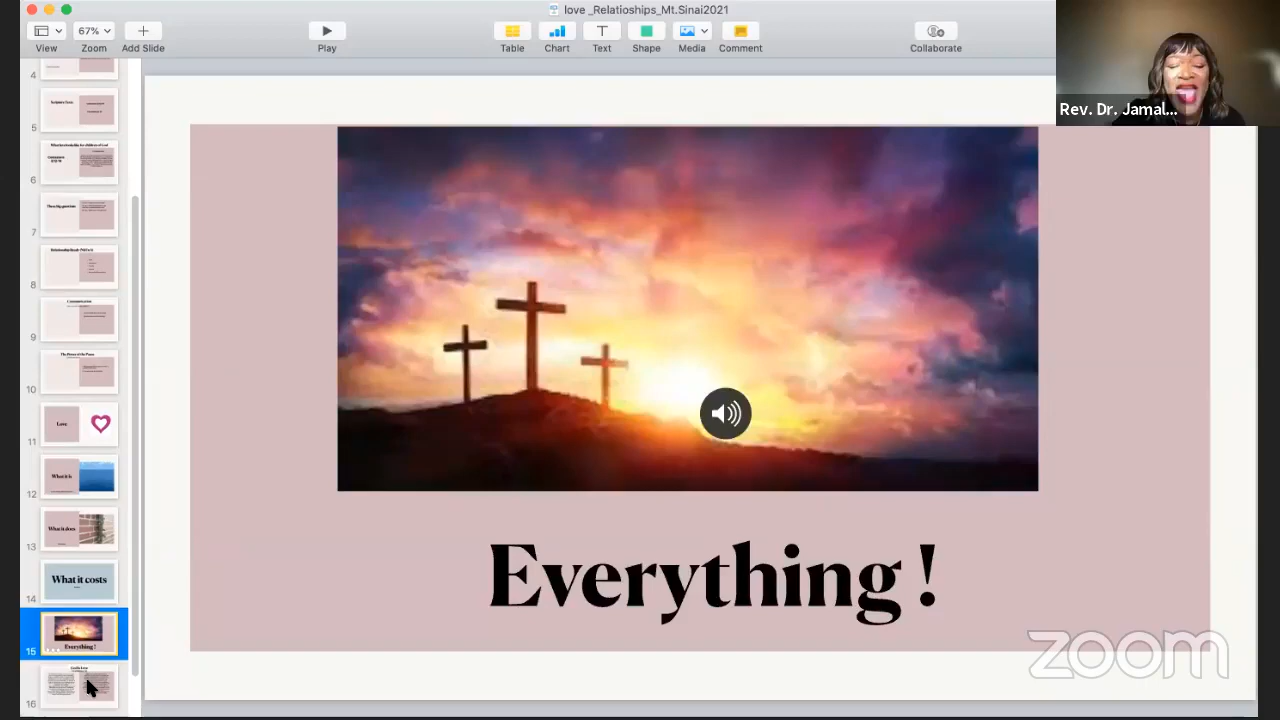 love _Relatioships_Mt.Sinai2021
67%
View
Zoom
Add Slide
Play
Table
Chart
Text
Shape
Media
Comment
Collaborate
Rev. Dr. Jamal...
4
5
6
7
8
9
10
11
Love
12
What it is
13
What it does
14
What it costs
15
Everything!
16
Everything !
zoom